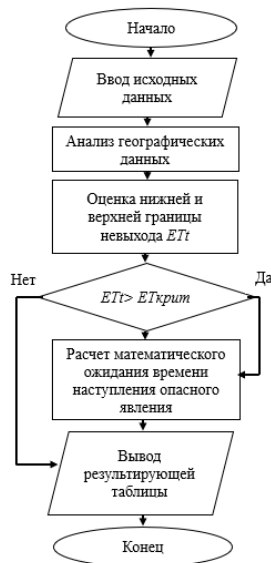 Начало
Ввод исходных
данных
Анализ географических
данных
Оценка нижней и
верхней границы
невыхода ETt
Нет
Да
ETt> ETкрит
Расчет математического
ожидания времени
наступления опасного
явления
Вывод
результирующей
таблицы
Конец